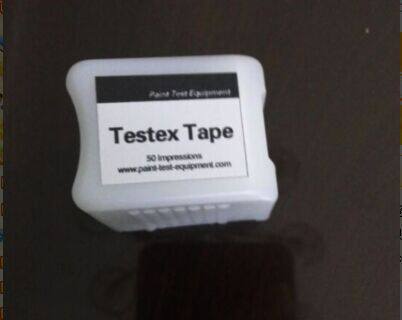 Paint Test Equipment
Testex Tape
50 Impressions
www.paint-test-equipment.com